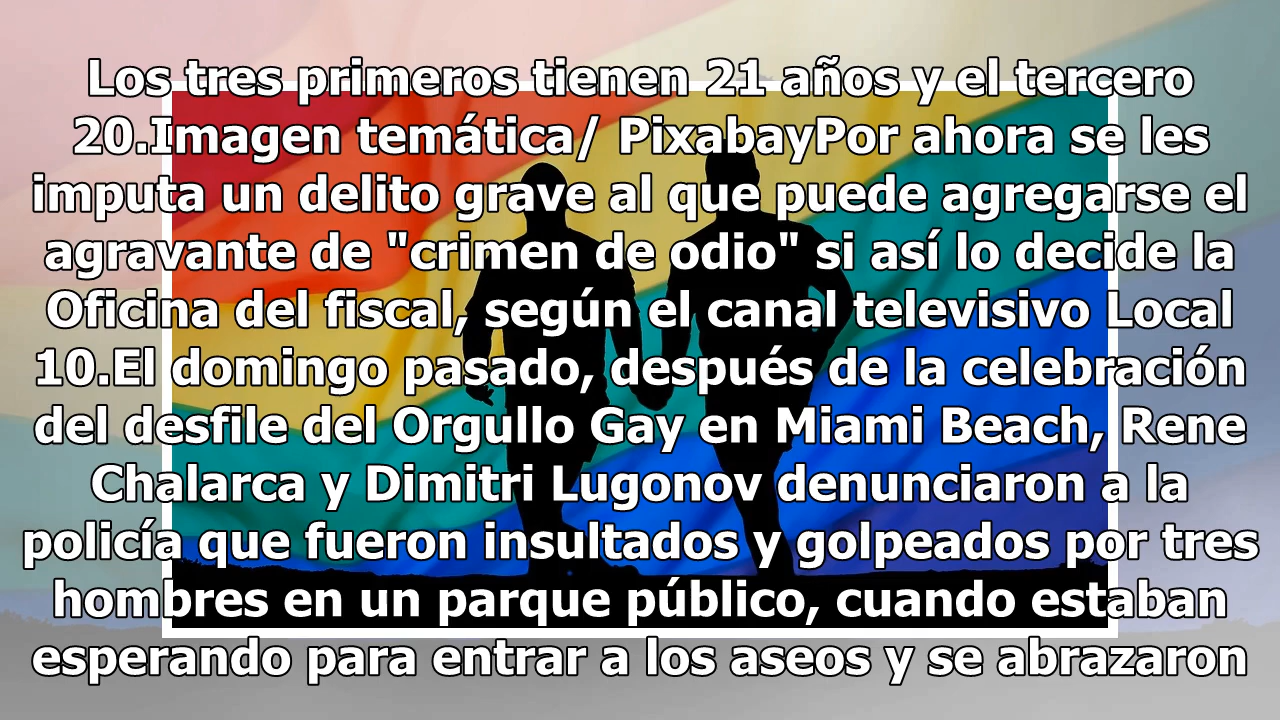 Los tres primeros tienen 21 años y el tercero
20.Imagen temática/ PixabayPor ahora se les
imputa un delito grave al que puede agregarse el
agravante de "crimen de odio" si así lo decide la
Oficina del fiscal, según el canal televisivo Local
10.El domingo pasado, después de la celebración
del desfile del Orgullo Gay en Miami Beach, Rene
Chalarca y Dimitri Lugonov denunciaron a la
policía que fueron insultados y golpeados por tres
hombres en un parque público, cuando estaban
esperando para entrar a los aseos y se abrazaron